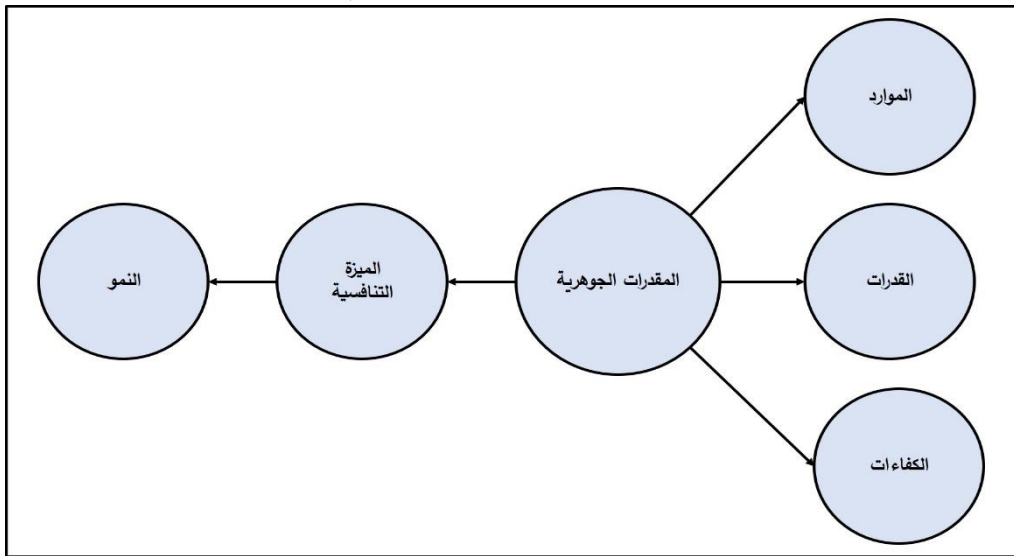 الموارد
القدرات
الكفاءات
المقدرات الجوهرية
الميزة
التنافسية
النمو